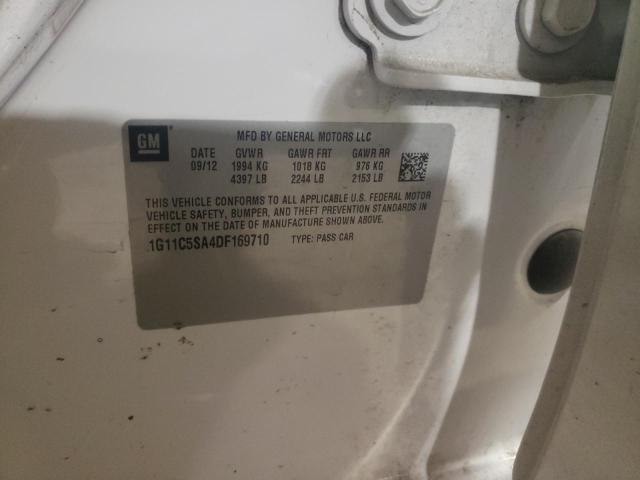 GM
MFD BY GENERAL MOTORS LLC
DATE GVWR GAWR FRT GAWR RR
09/12 1994 KG 1018 KG 976 KG
4397 LB 2244 LB 2153 LB
THIS VEHICLE CONFORMS TO ALL APPLICABLE U.S. FEDERAL MOTOR
VEHICLE SAFETY, BUMPER, AND THEFT PREVENTION STANDARDS IN
EFFECT ON THE DATE OF MANUFACTURE SHOWN ABOVE.
1G11C5SA4DF169710 TYPE: PASS CAR